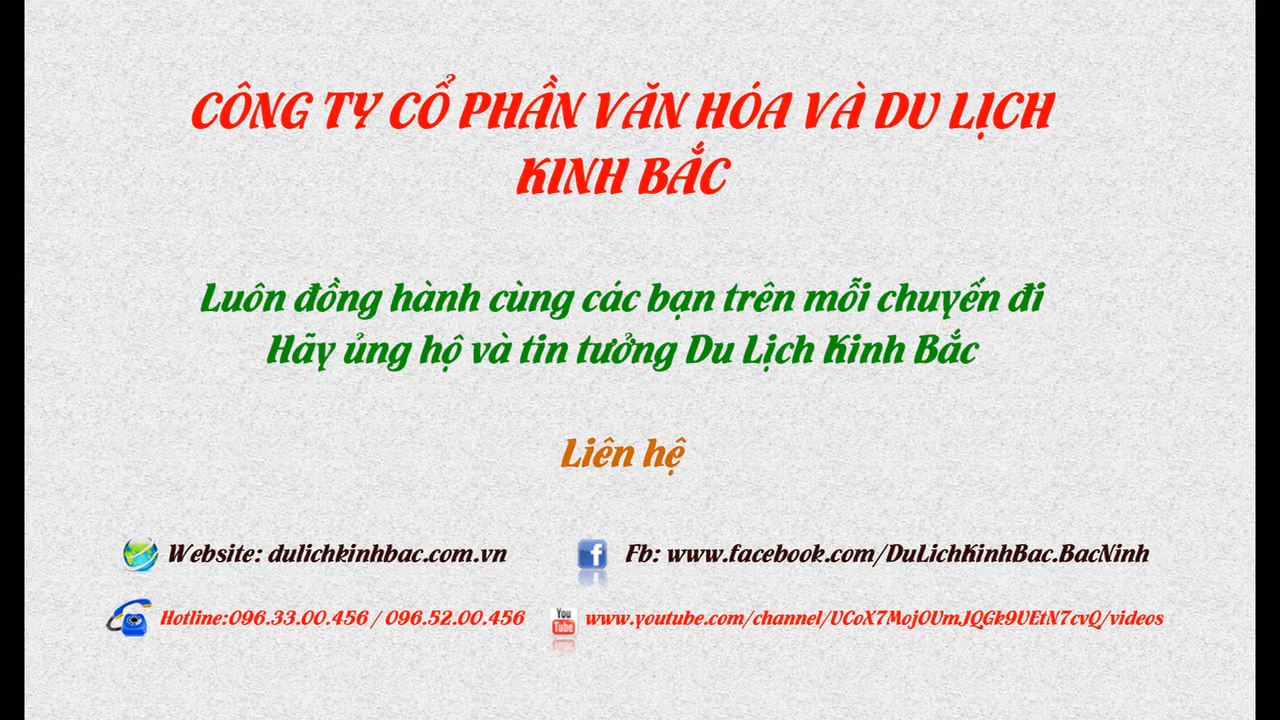 CÔNG TY CỔ PHẦN VĂN HÓA VÀ DU LỊCH
KINH BẮC
Luôn đồng hành cùng các bạn trên mỗi chuyến đi
Hãy ủng hộ và tin tưởng Du Lịch Kinh Bắc
Liên hệ
Website: dulichkinhbac.com.vn
Fb: www.facebook.com/DuLichKinhBac.BacNinh
Hotline:096.33.00.456 / 096.52.00.456
You Tube
www.youtube.com/channel/UCoX7MojOUmJQGk9UEtN7cvQ/videos